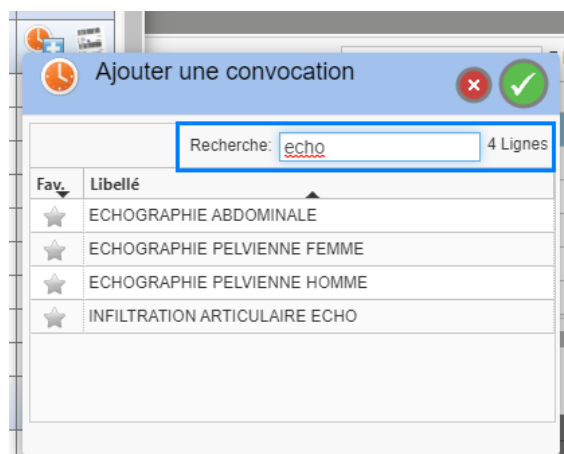 Ajouter une convocation
Recherche: echo 4 Lignes
Fav. Libellé
ECHOGRAPHIE ABDOMINALE
ECHOGRAPHIE PELVIENNE FEMME
ECHOGRAPHIE PELVIENNE HOMME
INFILTRATION ARTICULAIRE ECHO